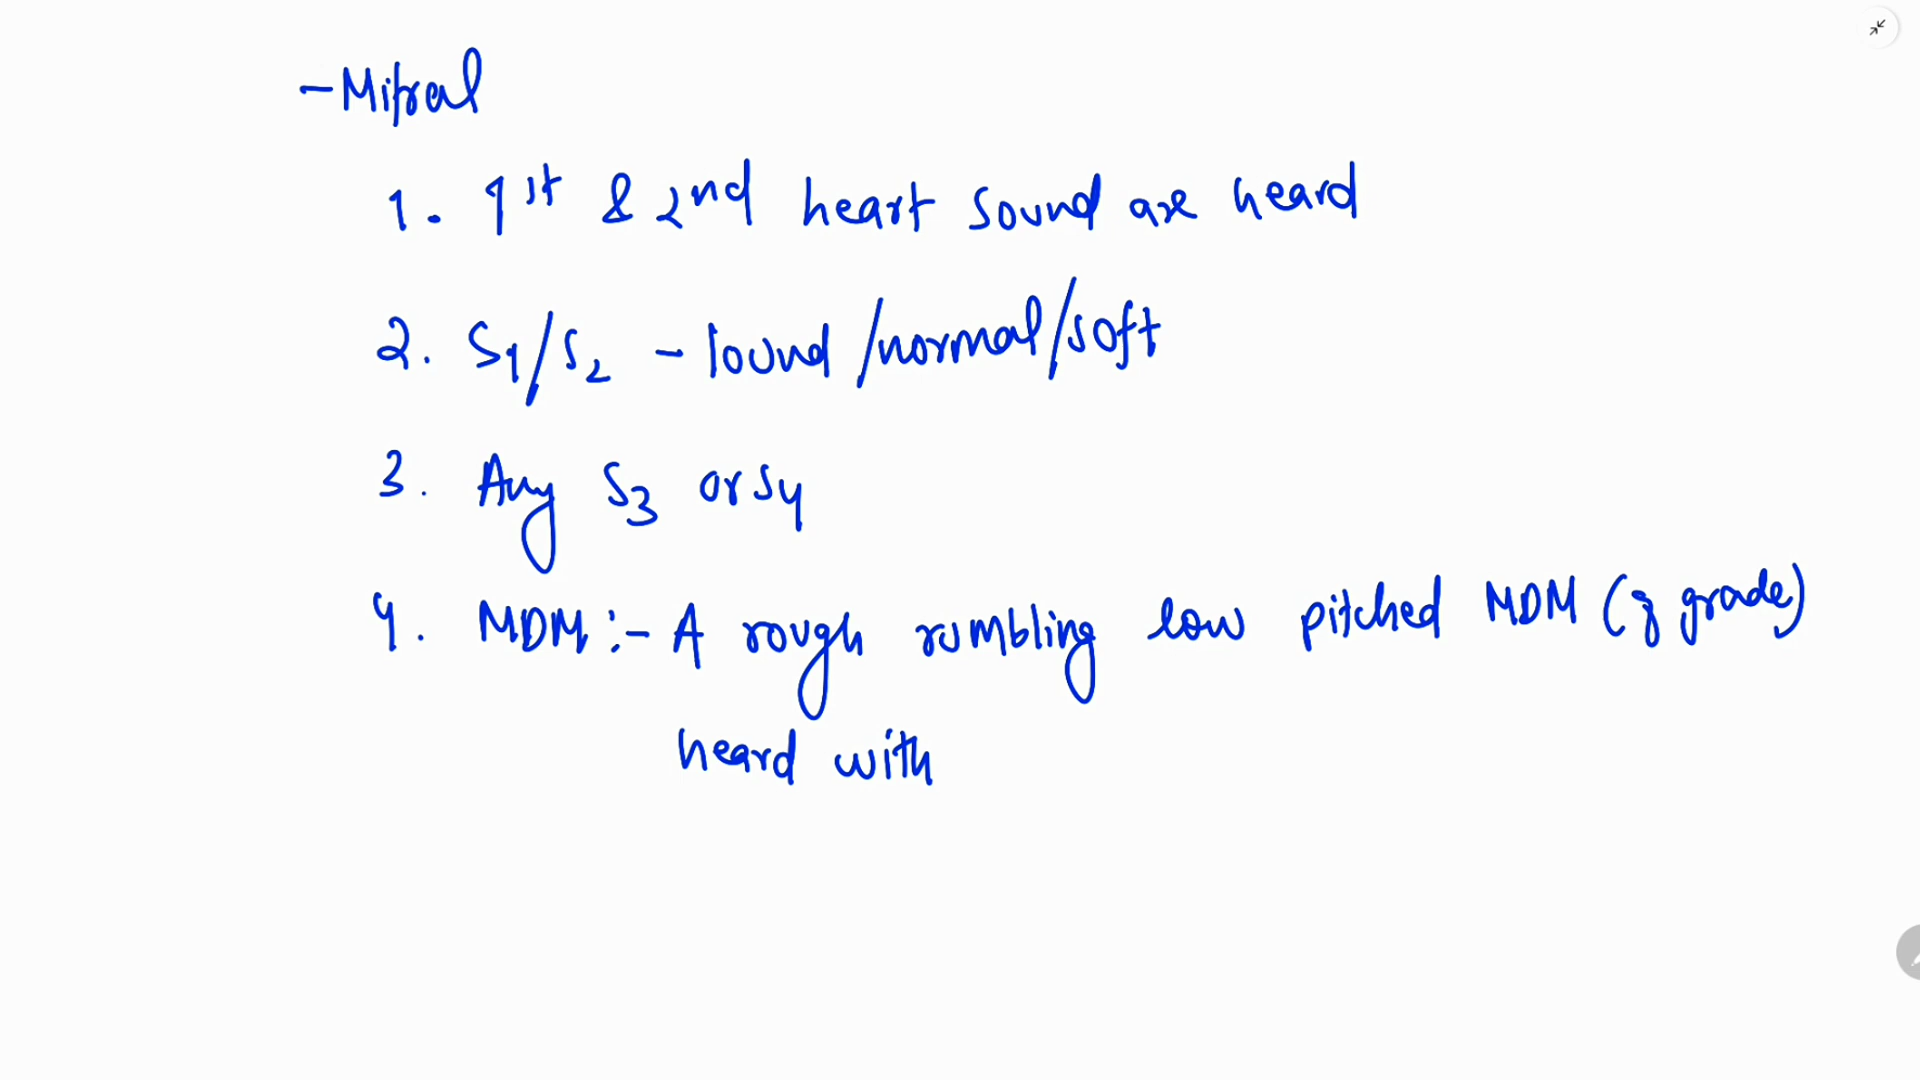 - Mitral
1. 1st & 2nd heart sound are heard
2. S1/S2 - lound/normal/soft
3. Any S3 or S4
4. MDM :- A rough rumbling low pitched MDM ( grade)
heard with